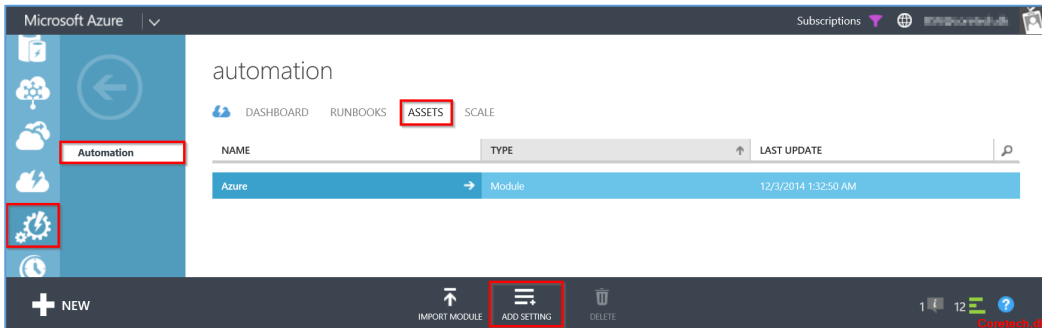 Microsoft Azure
Subscriptions
automation
DASHBOARD RUNBOOKS ASSETS SCALE
Automation
NAME TYPE LAST UPDATE
Azure Module 12/3/2014 1:32:50 AM
NEW
IMPORT MODULE ADD SETTING DELETE
1 12 ?
Coretech.d